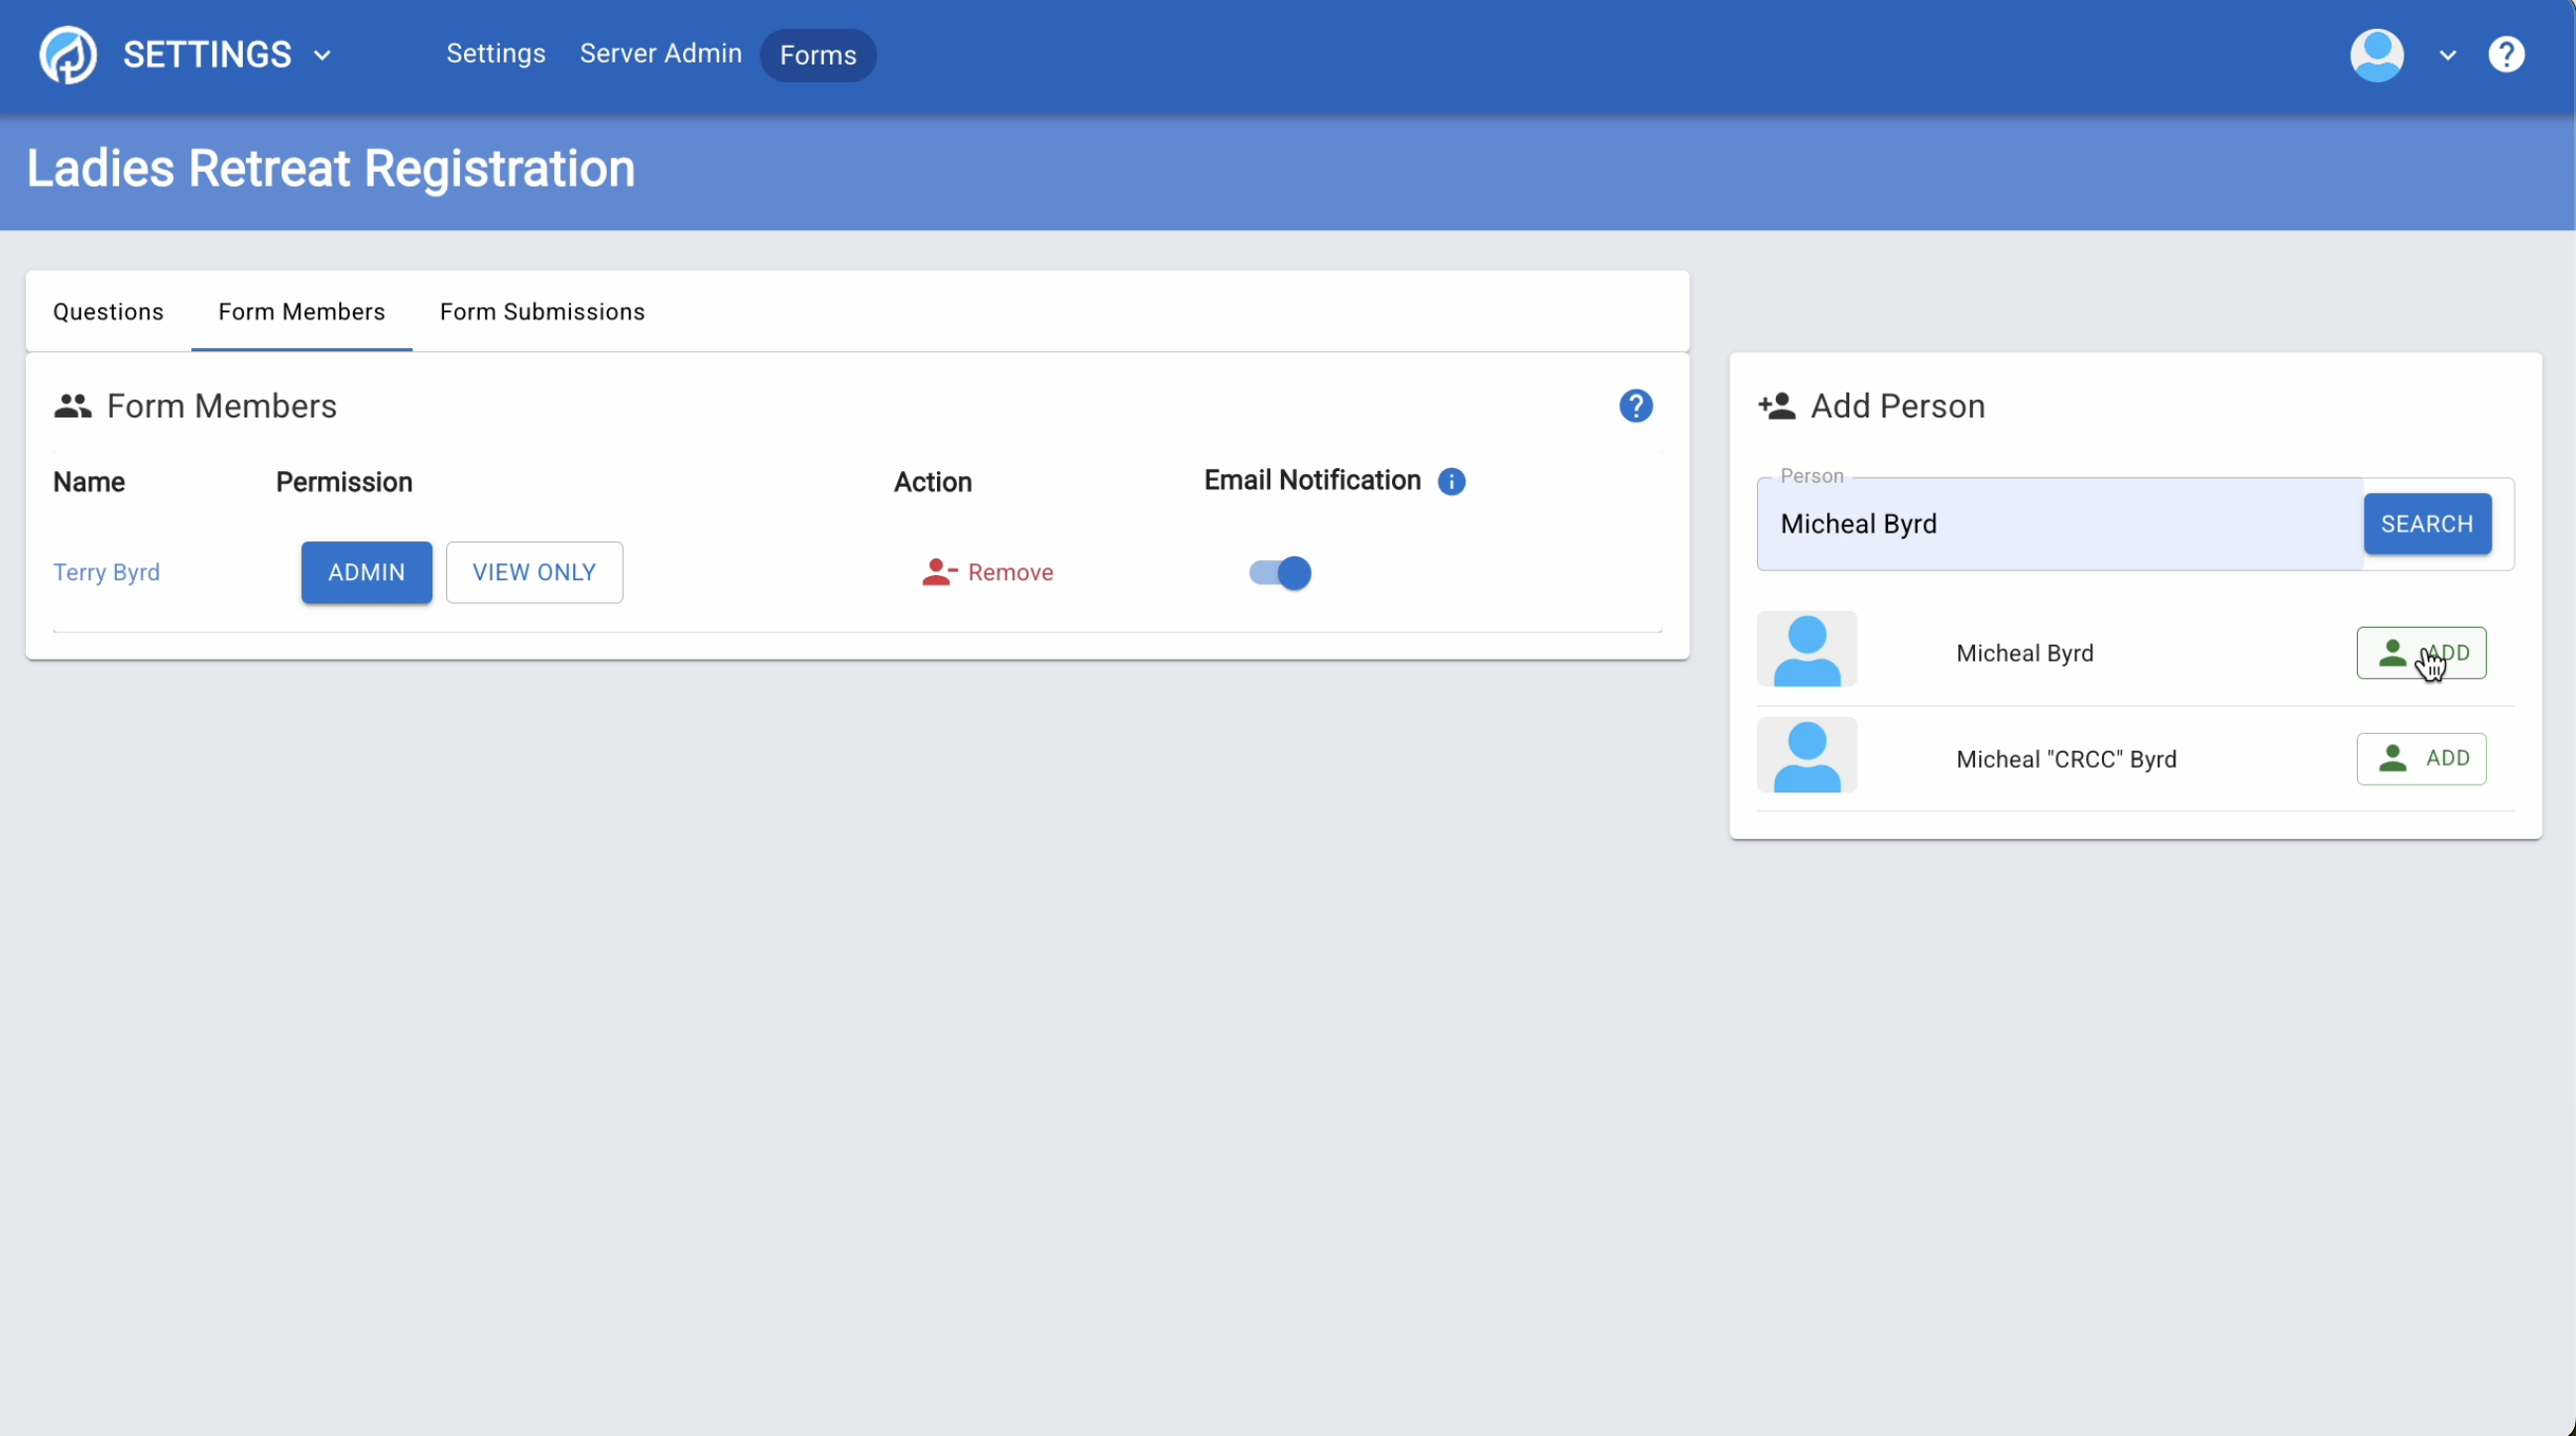 SETTINGS Settings Server Admin Forms ?
Ladies Retreat Registration
Questions Form Members Form Submissions
Form Members ?
Name Permission Action Email Notification i
Terry Byrd ADMIN VIEW ONLY Remove
Add Person
Person
Micheal Byrd SEARCH
Micheal Byrd ADD
Micheal "CRCC" Byrd ADD